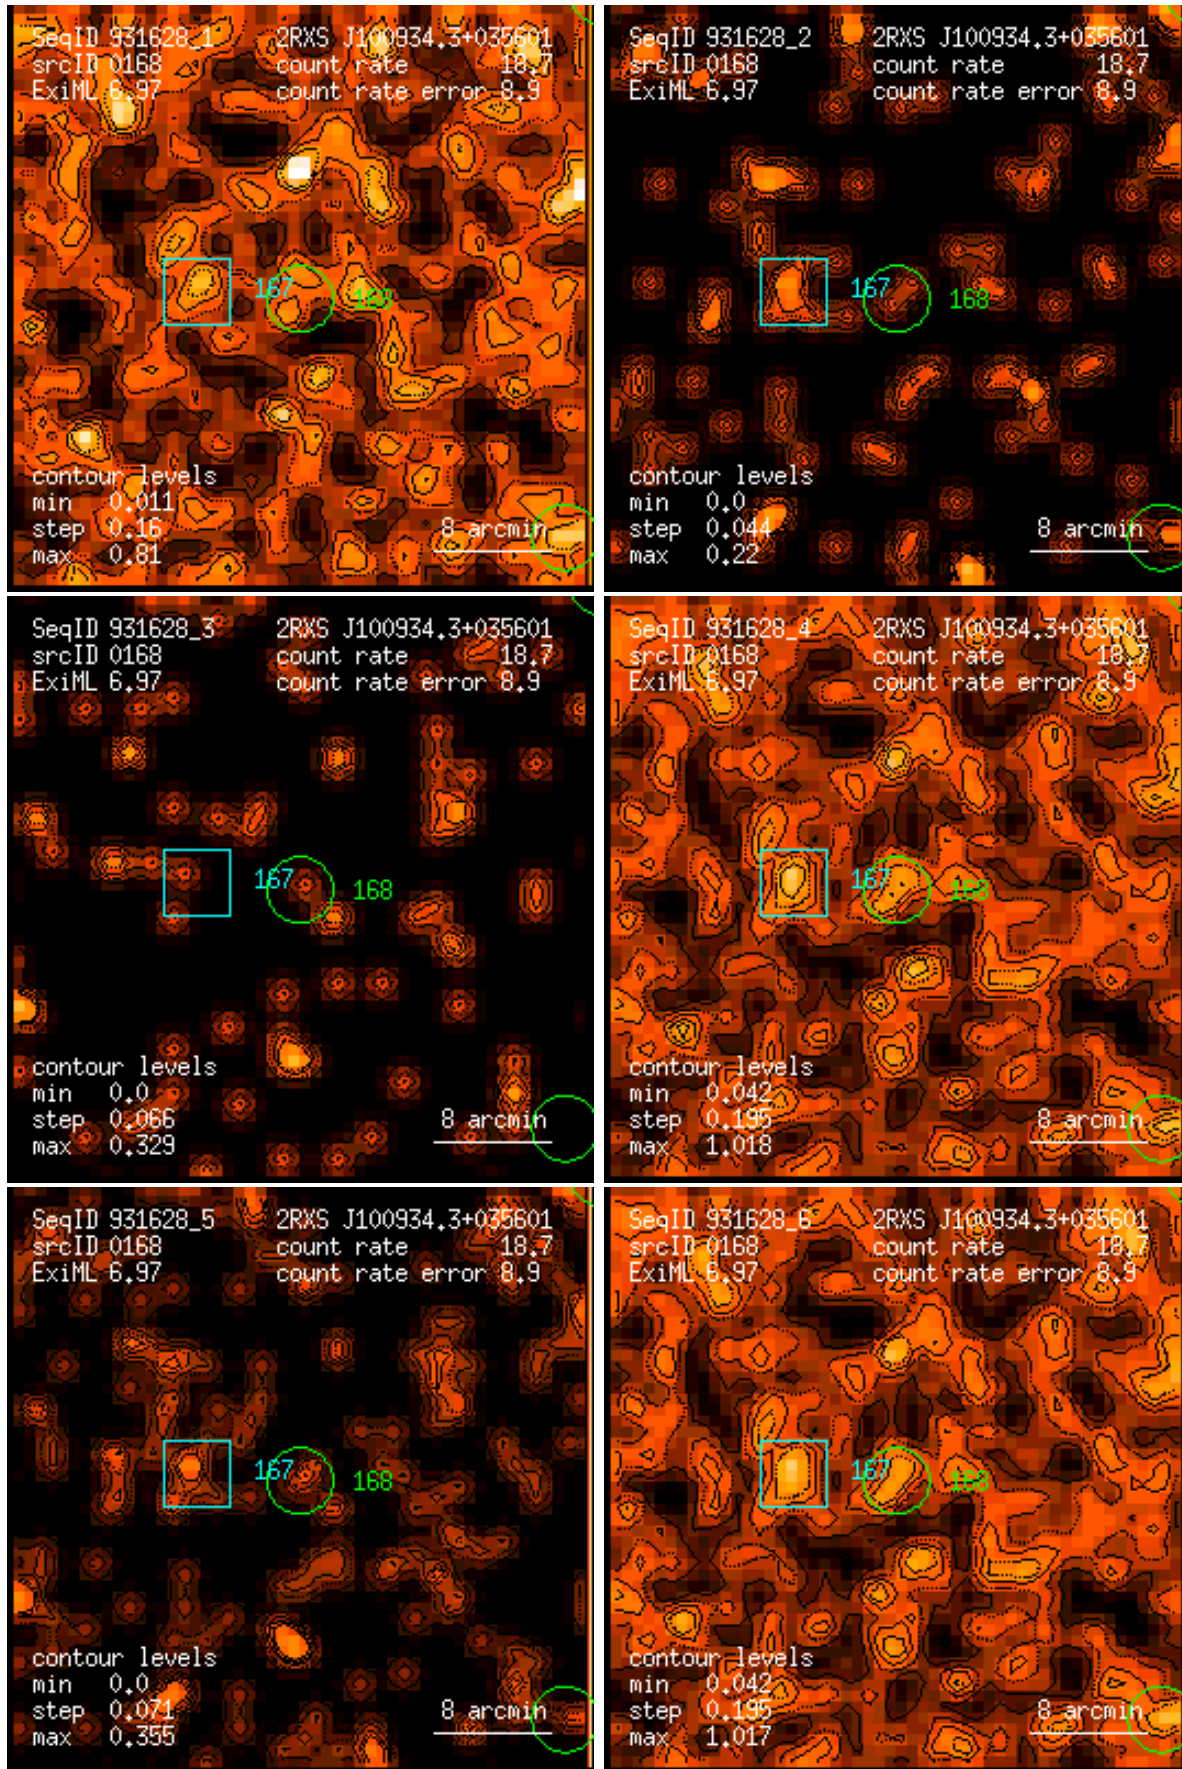 SeqID 931628_1 2RXS J100934.3+035601
srcID 0168 count rate 18.7
ExiML 6.97 count rate error 8.9
167 168
contour levels
min 0.011
step 0.16 8 arcmin
max 0.81
SeqID 931628_2 2RXS J100934.3+035601
srcID 0168 count rate 18.7
ExiML 6.97 count rate error 8.9
167 168
contour levels
min 0.0
step 0.044 8 arcmin
max 0.22
SeqID 931628_3 2RXS J100934.3+035601
srcID 0168 count rate 18.7
ExiML 6.97 count rate error 8.9
167 168
contour levels
min 0.0
step 0.066 8 arcmin
max 0.329
SeqID 931628_4 2RXS J100934.3+035601
srcID 0168 count rate 18.7
ExiML 6.97 count rate error 8.9
167 168
contour levels
min 0.042
step 0.195 8 arcmin
max 1.018
SeqID 931628_5 2RXS J100934.3+035601
srcID 0168 count rate 18.7
ExiML 6.97 count rate error 8.9
167 168
contour levels
min 0.0
step 0.071 8 arcmin
max 0.355
SeqID 931628_6 2RXS J100934.3+035601
srcID 0168 count rate 18.7
ExiML 6.97 count rate error 8.9
167 168
contour levels
min 0.042
step 0.195 8 arcmin
max 1.017